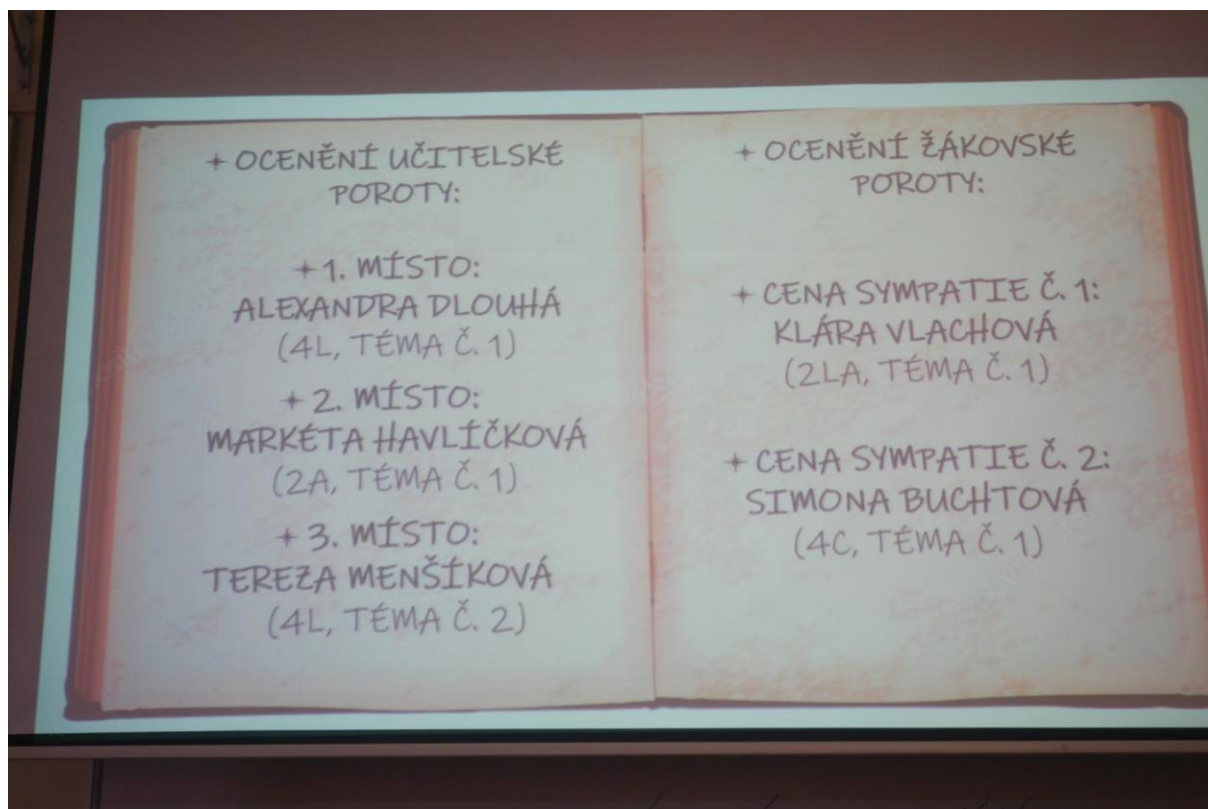 + OCENĚNÍ UČITELSKÉ
POROTY:
+ 1. MÍSTO:
ALEXANDRA DLOUHÁ
(4L, TÉMA Č. 1)
+ 2. MÍSTO:
MARKÉTA HAVLÍČKOVÁ
(2A, TÉMA Č. 1)
+ 3. MÍSTO:
TEREZA MENŠÍKOVÁ
(4L, TÉMA Č. 2)
+ OCENĚNÍ ŽÁKOVSKÉ
POROTY:
+ CENA SYMPATIE Č. 1:
KLÁRA VLACHOVÁ
(2LA, TÉMA Č. 1)
+ CENA SYMPATIE Č. 2:
SIMONA BUCHTOVÁ
(4C, TÉMA Č. 1)